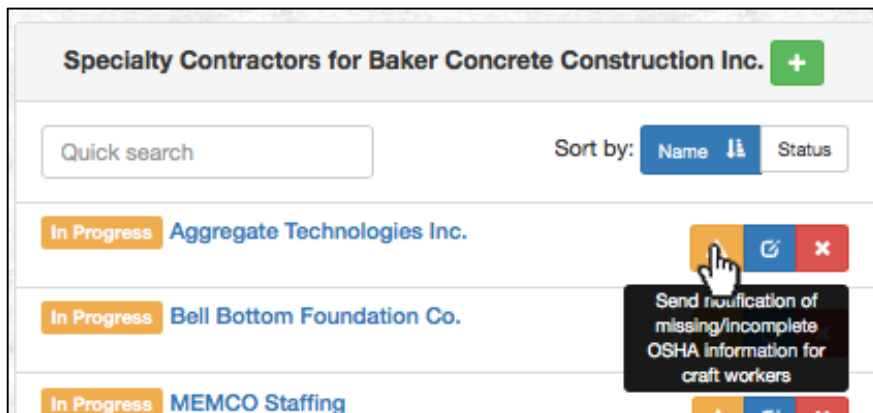 Specialty Contractors for Baker Concrete Construction Inc. +
Quick search
Sort by: Name Status
In Progress Aggregate Technologies Inc.
Send notification of
missing/incomplete
OSHA information for
craft workers
In Progress Bell Bottom Foundation Co.
In Progress MEMCO Staffing